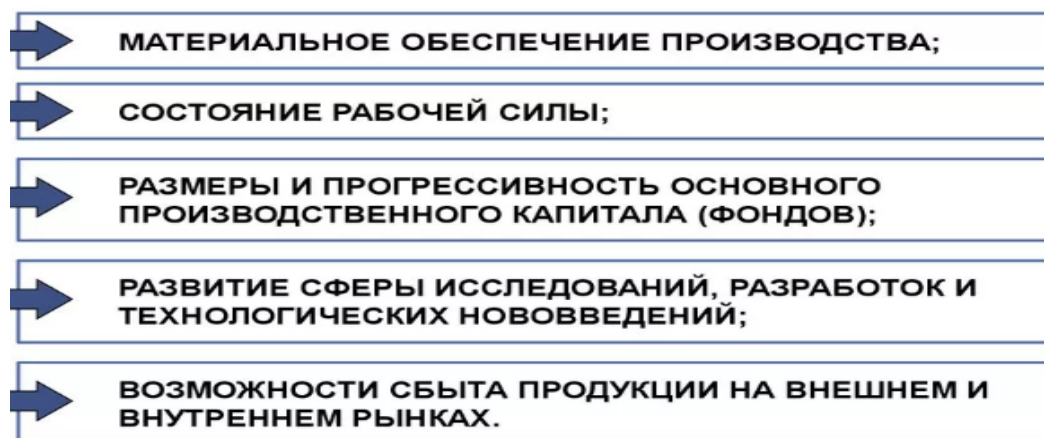 МАТЕРИАЛЬНОЕ ОБЕСПЕЧЕНИЕ ПРОИЗВОДСТВА;
СОСТОЯНИЕ РАБОЧЕЙ СИЛЫ;
РАЗМЕРЫ И ПРОГРЕССИВНОСТЬ ОСНОВНОГО
ПРОИЗВОДСТВЕННОГО КАПИТАЛА (ФОНДОВ);
РАЗВИТИЕ СФЕРЫ ИССЛЕДОВАНИЙ, РАЗРАБОТОК И
ТЕХНОЛОГИЧЕСКИХ НОВОВВЕДЕНИЙ;
ВОЗМОЖНОСТИ СБЫТА ПРОДУКЦИИ НА ВНЕШНЕМ И
ВНУТРЕННЕМ РЫНКАХ.